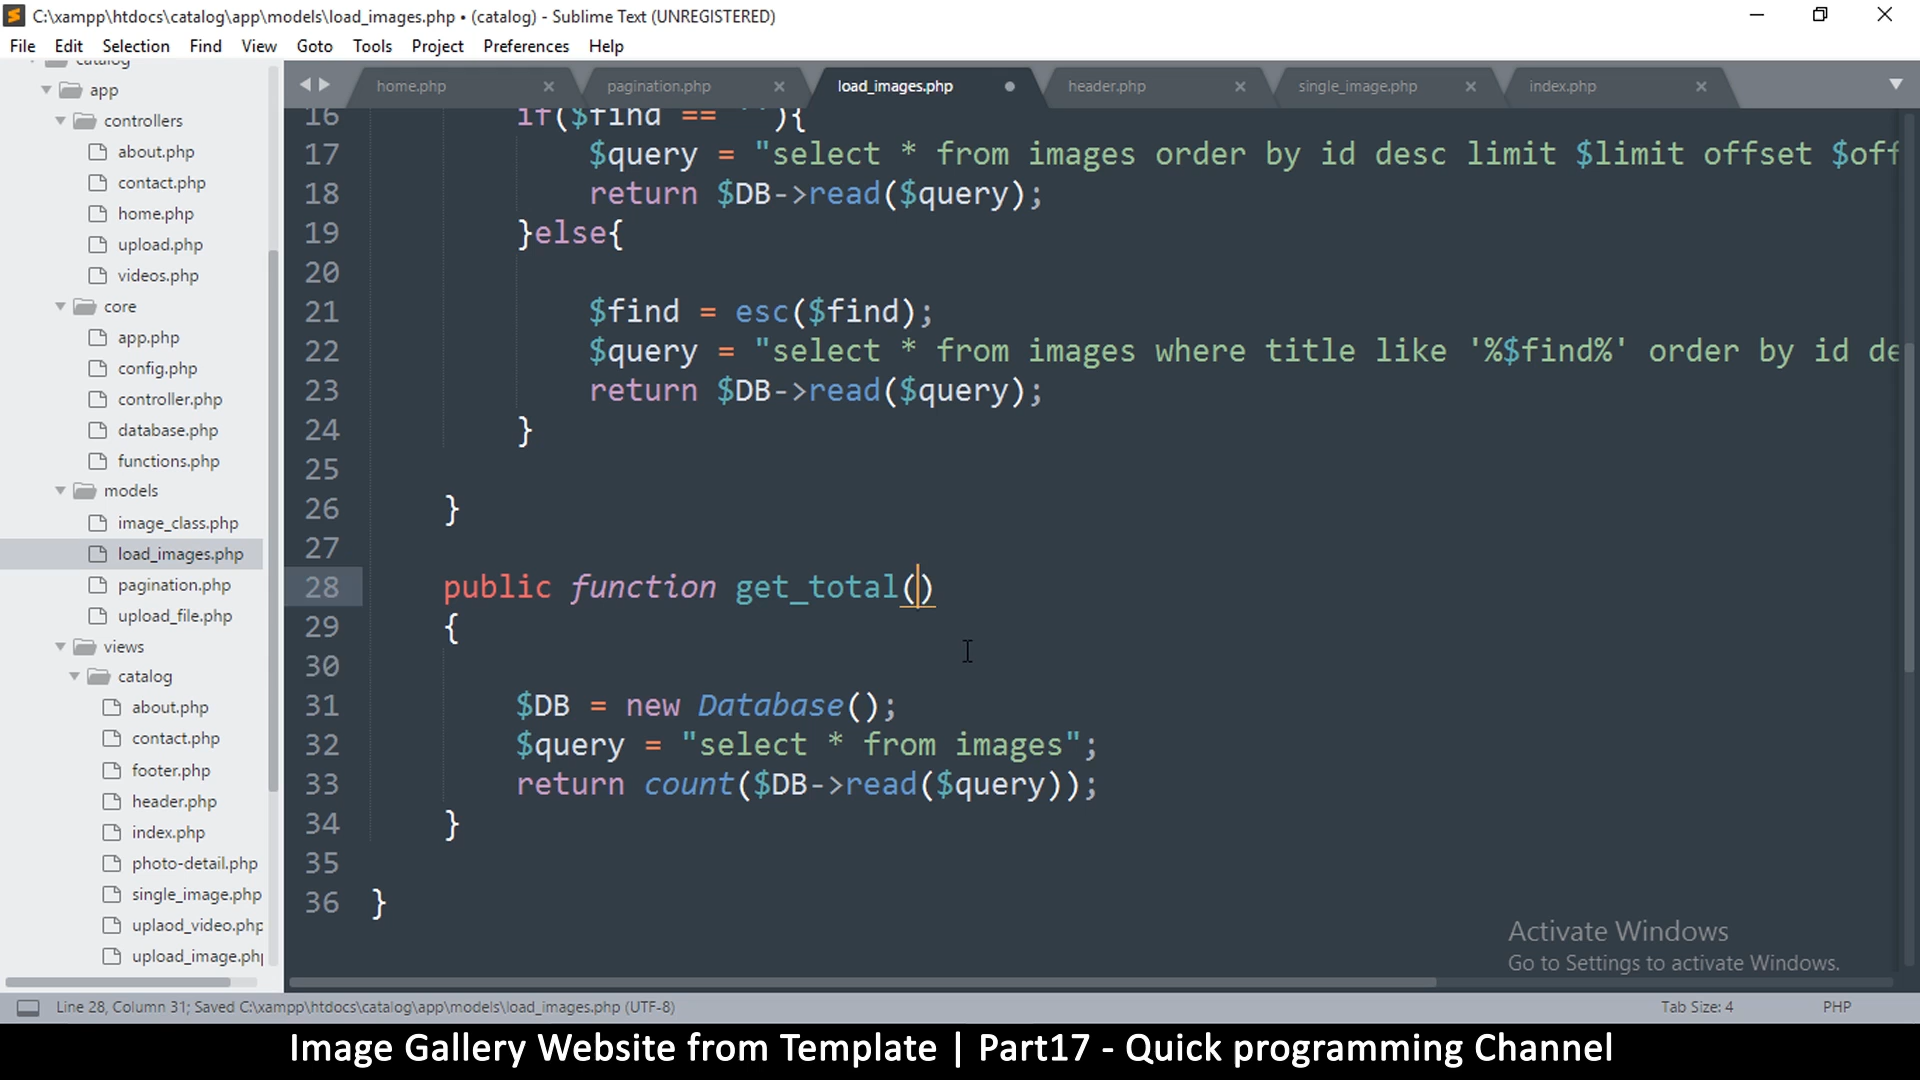 C:\xampp\htdocs\catalog\app\models\load_images.php • (catalog) - Sublime Text (UNREGISTERED)
File Edit Selection Find View Goto Tools Project Preferences Help
home.php pagination.php load_images.php header.php single_image.php index.php
catalog
app
controllers
about.php
contact.php
home.php
upload.php
videos.php
core
app.php
config.php
controller.php
database.php
functions.php
models
image_class.php
load_images.php
pagination.php
upload_file.php
views
catalog
about.php
contact.php
footer.php
header.php
index.php
photo-detail.php
single_image.php
uplaod_video.php
upload_image.php
16 if($find == ''){
17 $query = "select * from images order by id desc limit $limit offset $off
18 return $DB->read($query);
19 }else{
20
21 $find = esc($find);
22 $query = "select * from images where title like '%$find%' order by id de
23 return $DB->read($query);
24 }
25
26 }
27
28 public function get_total()
29 {
30
31 $DB = new Database();
32 $query = "select * from images";
33 return count($DB->read($query));
34 }
35
36 }
Activate Windows
Go to Settings to activate Windows.
Line 28, Column 31; Saved C:\xampp\htdocs\catalog\app\models\load_images.php (UTF-8) Tab Size: 4 PHP
Image Gallery Website from Template | Part17 - Quick programming Channel